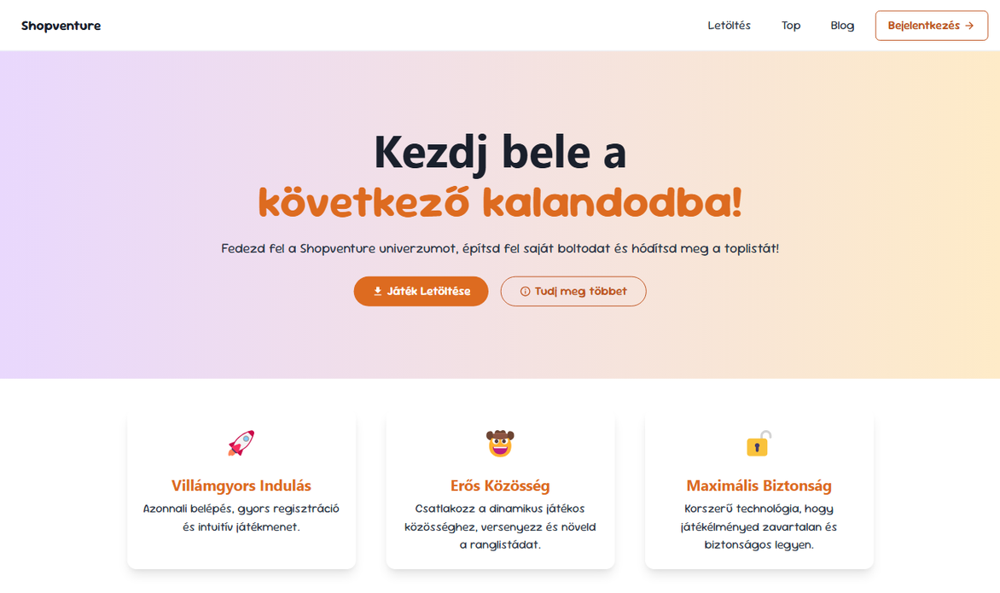 Shopventure
Letöltés
Top
Blog
Bejelentkezés →
Kezdj bele a
következő kalandodba!
Fedezd fel a Shopventure univerzumot, építsd fel saját boltodat és hódítsd meg a toplistát!
Játék Letöltése
Tudj meg többet
Villámgyors Indulás
Azonnali belépés, gyors regisztráció
és intuitív játékmenet.
Erős Közösség
Csatlakozz a dinamikus játékos
közösséghez, versenyezz és növeld
a ranglistádat.
Maximális Biztonság
Korszerű technológia, hogy
játékélményed zavartalan és
biztonságos legyen.